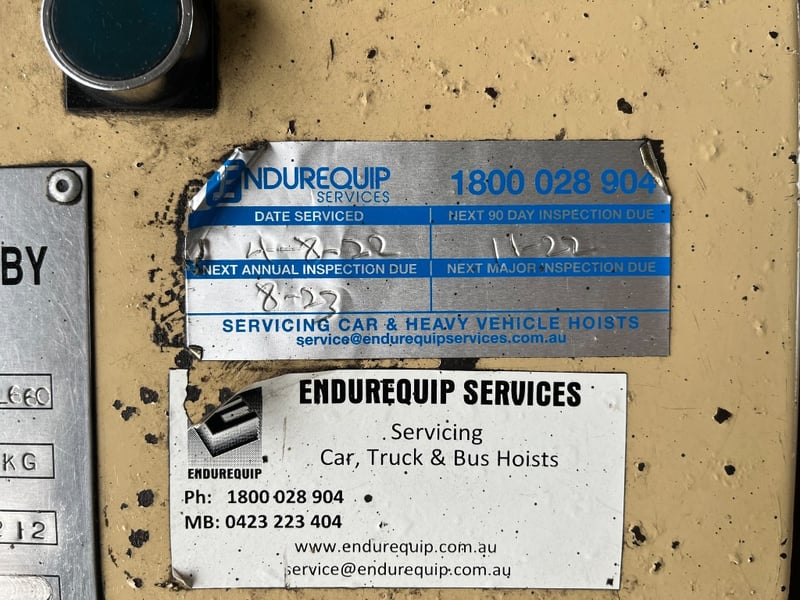 ENDUREQUIP
SERVICES
1800 028 904
DATE SERVICED
NEXT 90 DAY INSPECTION DUE
4-8-22
11-22
NEXT ANNUAL INSPECTION DUE
NEXT MAJOR INSPECTION DUE
8-23
SERVICING CAR & HEAVY VEHICLE HOISTS
service@endurequipservices.com.au
BY
660
KG
212
ENDUREQUIP SERVICES
Servicing
Car, Truck & Bus Hoists
ENDUREQUIP
Ph: 1800 028 904
MB: 0423 223 404
www.endurequip.com.au
service@endurequip.com.au